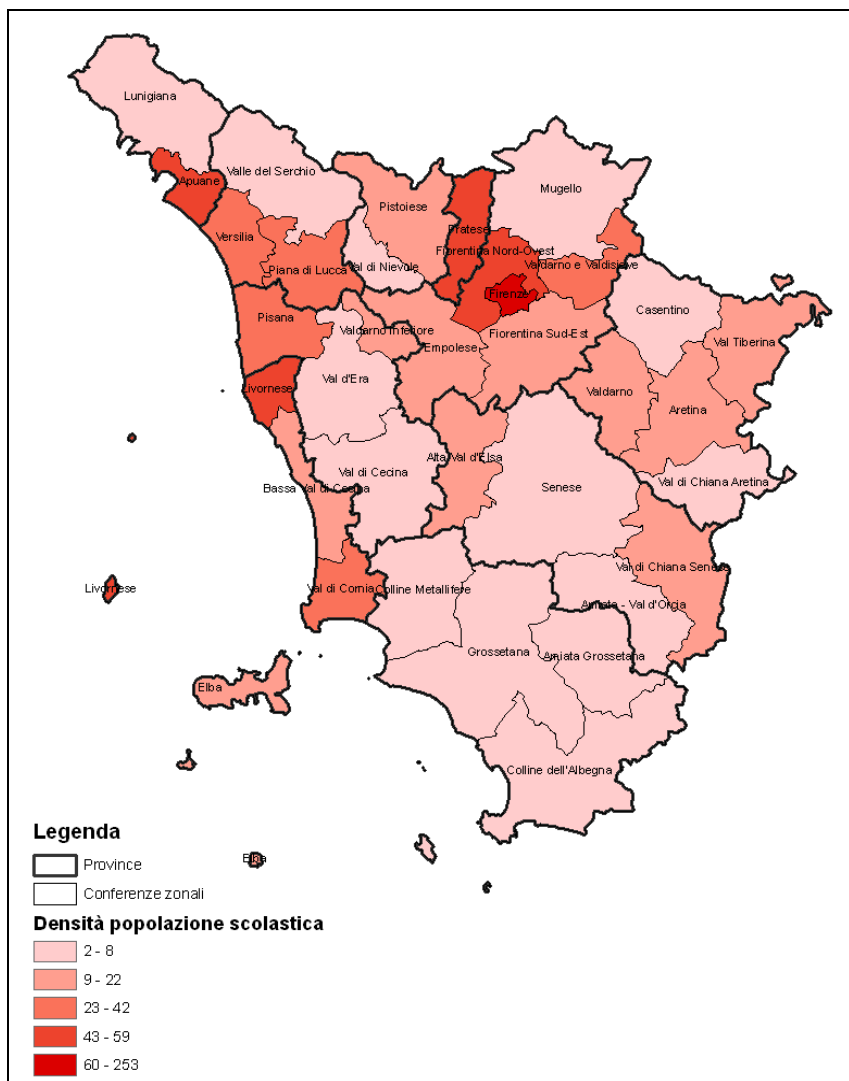 Lunigiana
Valle del Serchio
Apuane
Pistoiese
Mugello
Pratese
Versilia
Fiorentina Nord-Ovest
Piana di Lucca
Val di Nievole
Valdarno e Valdisieve
Firenze
Casentino
Pisana
Valdarno Inferiore
Fiorentina Sud-Est
Empolese
Val Tiberina
Val d'Era
Livornese
Valdarno
Aretina
Alta Val d'Elsa
Val di Cecina
Val di Chiana Aretina
Bassa Val di Cecina
Senese
Val di Chiana Senese
Livornese
Val di Cornia
Colline Metallifere
Amiata - Val d'Orcia
Grossetana
Amiata Grossetana
Elba
Colline dell'Albegna
Elba
Legenda
Province
Conferenze zonali
Densità popolazione scolastica
2 - 8
9 - 22
23 - 42
43 - 59
60 - 253